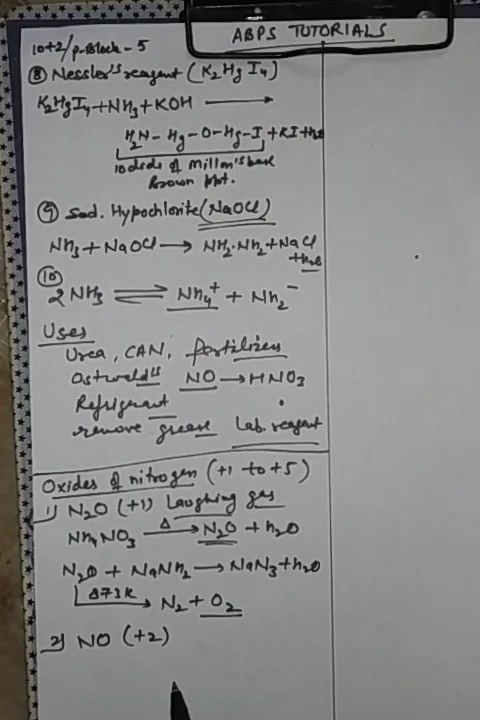 ABPS TUTORIALS
10+2/p-Block-5
⑧ Nessler's reagent (K₂HgI₄)
K₂HgI₄+NH₃+KOH ⟶
H₂N-Hg-O-Hg-I+KI+H₂O
Iodide of Millon's base
Brown ppt.
⑨ Sod. Hypochlorite (NaOCl)
NH₃+NaOCl⟶NH₂.NH₂+NaCl
+H₂O
⑩
2NH₃ ⇌ NH₄⁺ + NH₂⁻
Uses
Urea, CAN, fertilizers
Ostwald's NO⟶HNO₃
Refrigerant
remove grease Lab. reagent
Oxides of nitrogen (+1 to +5)
1) N₂O (+1) Laughing gas
NH₄NO₃ —Δ→ N₂O + H₂O
N₂O + NaNH₂ ⟶ NaN₃+H₂O
873K→ N₂+O₂
2) NO (+2)